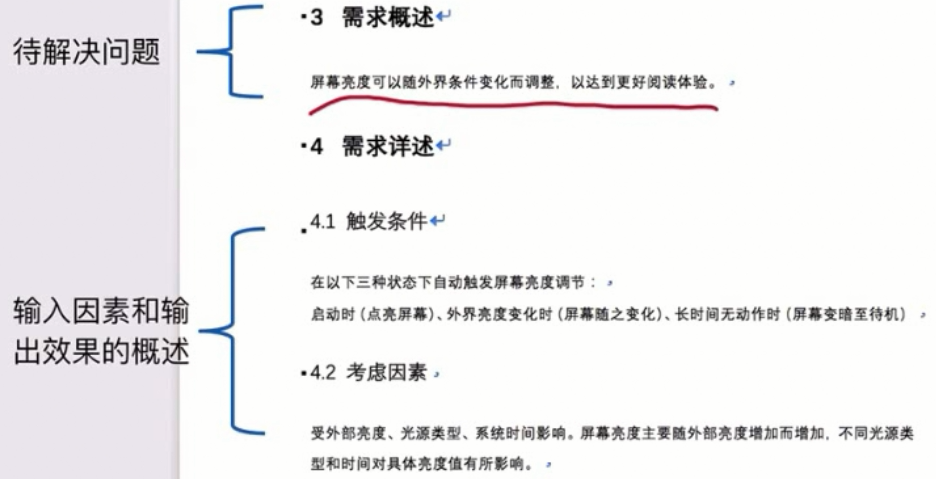 待解决问题
3 需求概述
屏幕亮度可以随外界条件变化而调整，以达到更好阅读体验。
4 需求详述
输入因素和输
出效果的概述
4.1 触发条件
在以下三种状态下自动触发屏幕亮度调节：
启动时（点亮屏幕）、外界亮度变化时（屏幕随之变化）、长时间无动作时（屏幕变暗至待机）
4.2 考虑因素
受外部亮度、光源类型、系统时间影响。屏幕亮度主要随外部亮度增加而增加，不同光源类
型和时间对具体亮度值有所影响。